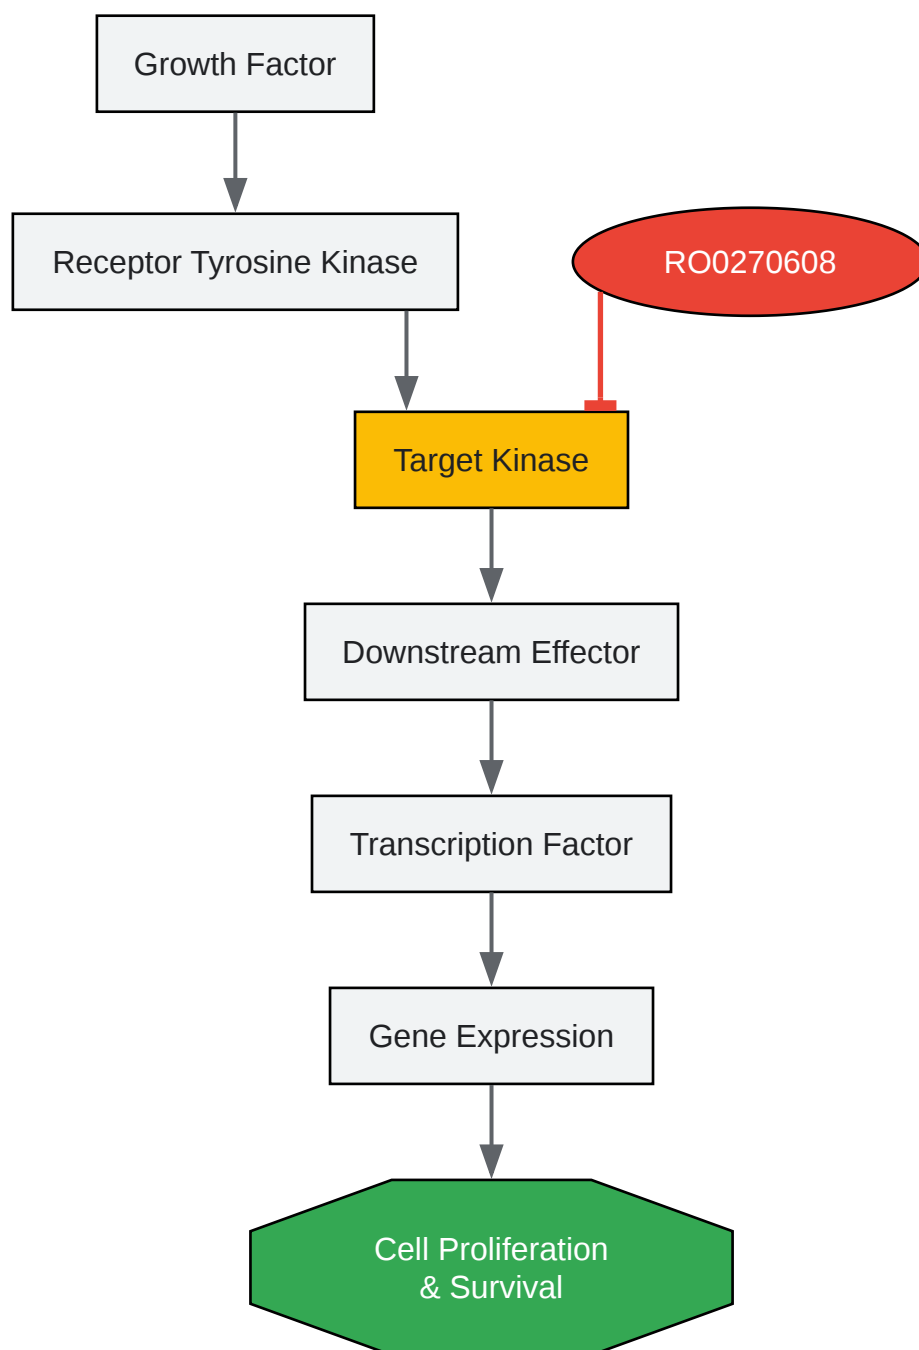 Growth Factor
Receptor Tyrosine Kinase
RO0270608
Target Kinase
Downstream Effector
Transcription Factor
Gene Expression
Cell Proliferation
& Survival